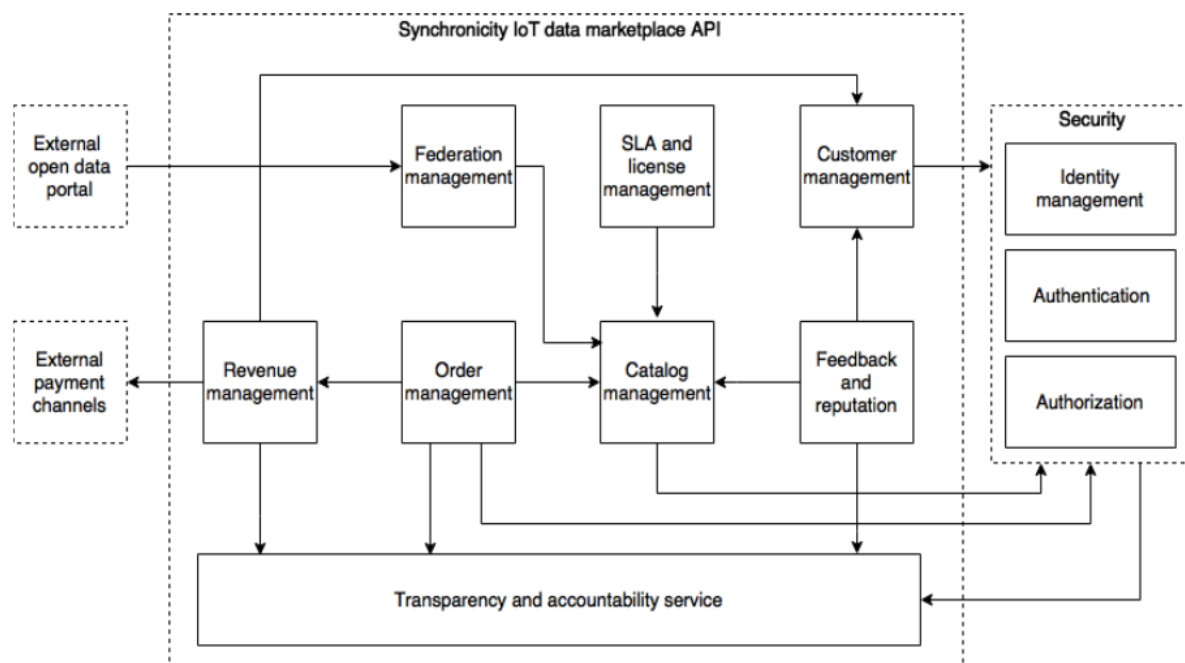 Synchronicity IoT data marketplace API
External
open data
portal
Federation
management
SLA and
license
management
Customer
management
Security
Identity
management
Authentication
Authorization
External
payment
channels
Revenue
management
Order
management
Catalog
management
Feedback
and
reputation
Transparency and accountability service